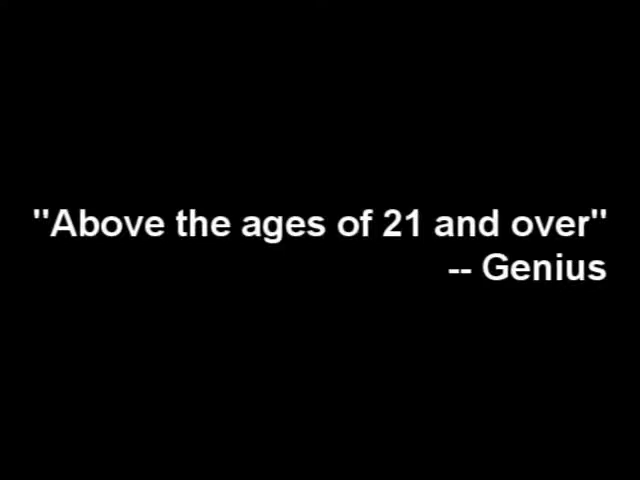 "Above the ages of 21 and over"
-- Genius